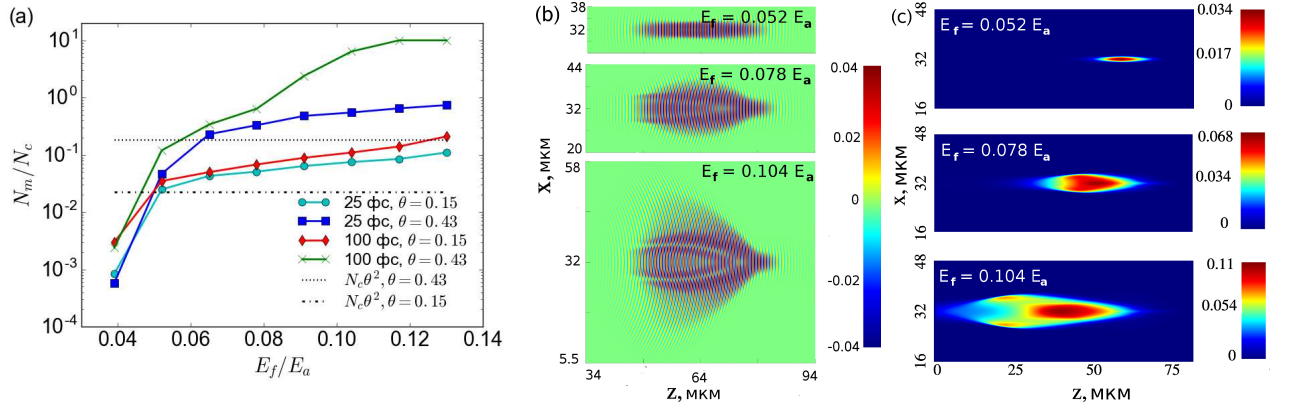 (a)
10^1
10^0
10^{-1}
10^{-2}
10^{-3}
10^{-4}
N_m/N_c
0.04 0.06 0.08 0.10 0.12 0.14
E_f/E_a
25 фс, θ=0.15
25 фс, θ=0.43
100 фс, θ=0.15
100 фс, θ=0.43
N_cθ^2, θ=0.43
N_cθ^2, θ=0.15
(b)
38
32
E_f = 0.052 E_a
44
32
20
E_f = 0.078 E_a
58
32
5.5
E_f = 0.104 E_a
X, мкм
34 64 94
Z, мкм
0.04
0.02
0
-0.02
-0.04
(c)
48
32
16
E_f = 0.052 E_a
0.034
0.017
0
48
32
16
E_f = 0.078 E_a
0.068
0.034
0
48
32
16
E_f = 0.104 E_a
0.11
0.054
0
X, мкм
0 25 50 75
Z, мкм